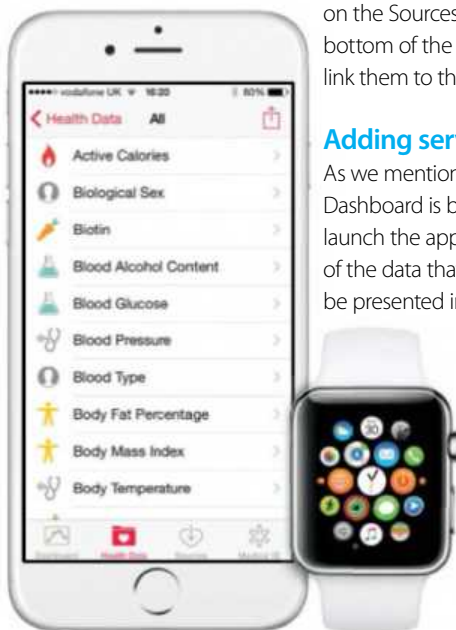 on the Sources
bottom of the
link them to th
Adding serv
As we mention
Dashboard is b
launch the app
of the data tha
be presented i
vodafone UK 16:20 80%
Health Data All
Active Calories
Biological Sex
Biotin
Blood Alcohol Content
Blood Glucose
Blood Pressure
Blood Type
Body Fat Percentage
Body Mass Index
Body Temperature
Dashboard Health Data Sources Medical ID
30